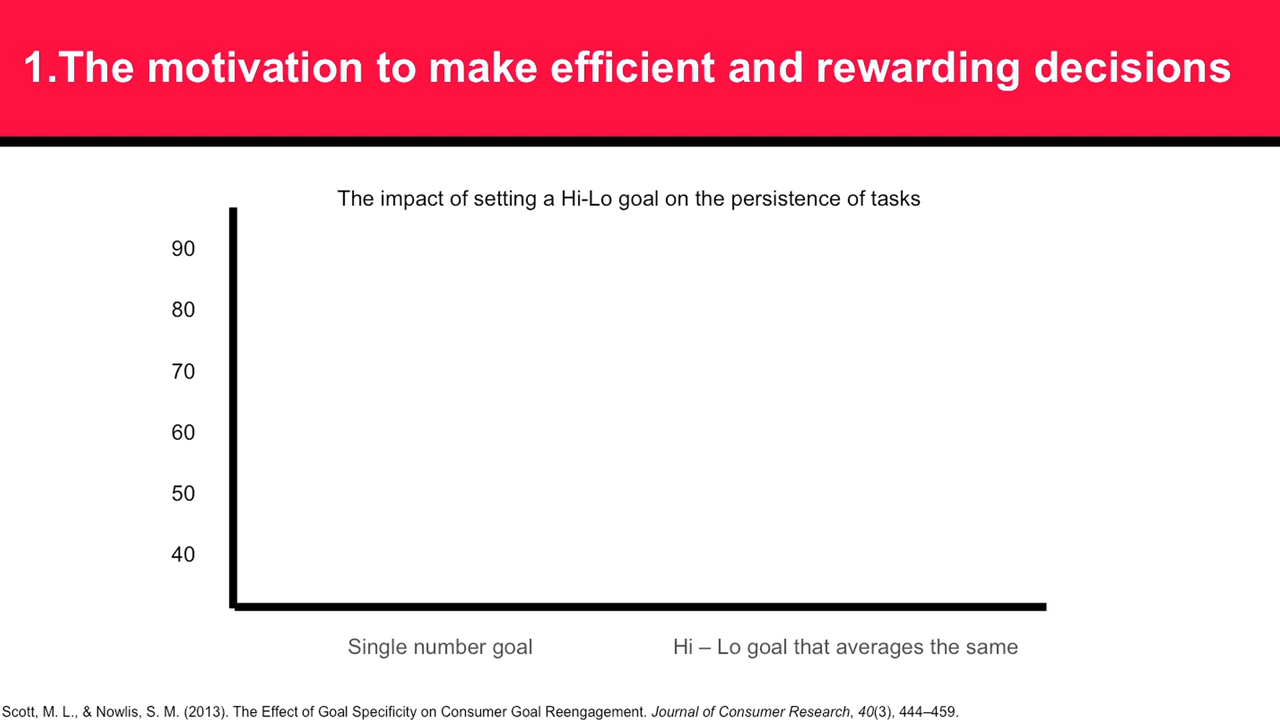 1.The motivation to make efficient and rewarding decisions
The impact of setting a Hi-Lo goal on the persistence of tasks
90
80
70
60
50
40
Single number goal
Hi – Lo goal that averages the same
Scott, M. L., & Nowlis, S. M. (2013). The Effect of Goal Specificity on Consumer Goal Reengagement. Journal of Consumer Research, 40(3), 444–459.